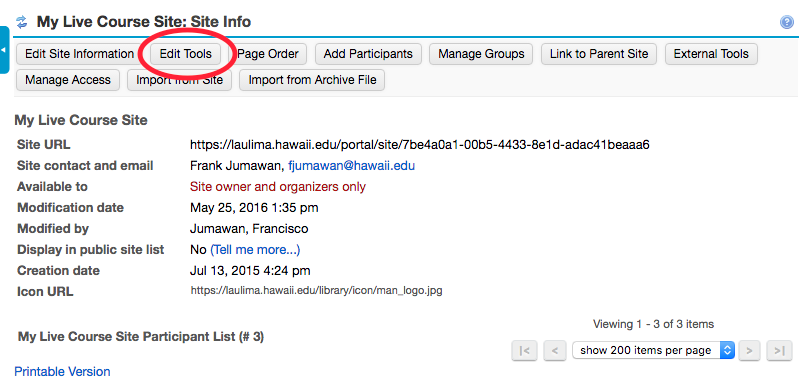 My Live Course Site: Site Info
Edit Site Information Edit Tools Page Order Add Participants Manage Groups Link to Parent Site External Tools
Manage Access Import from Site Import from Archive File
My Live Course Site
Site URL https://laulima.hawaii.edu/portal/site/7be4a0a1-00b5-4433-8e1d-adac41beaaa6
Site contact and email Frank Jumawan, fjumawan@hawaii.edu
Available to Site owner and organizers only
Modification date May 25, 2016 1:35 pm
Modified by Jumawan, Francisco
Display in public site list No (Tell me more...)
Creation date Jul 13, 2015 4:24 pm
Icon URL https://laulima.hawaii.edu/library/icon/man_logo.jpg
Viewing 1 - 3 of 3 items
My Live Course Site Participant List (# 3)
|< < show 200 items per page > >|
Printable Version